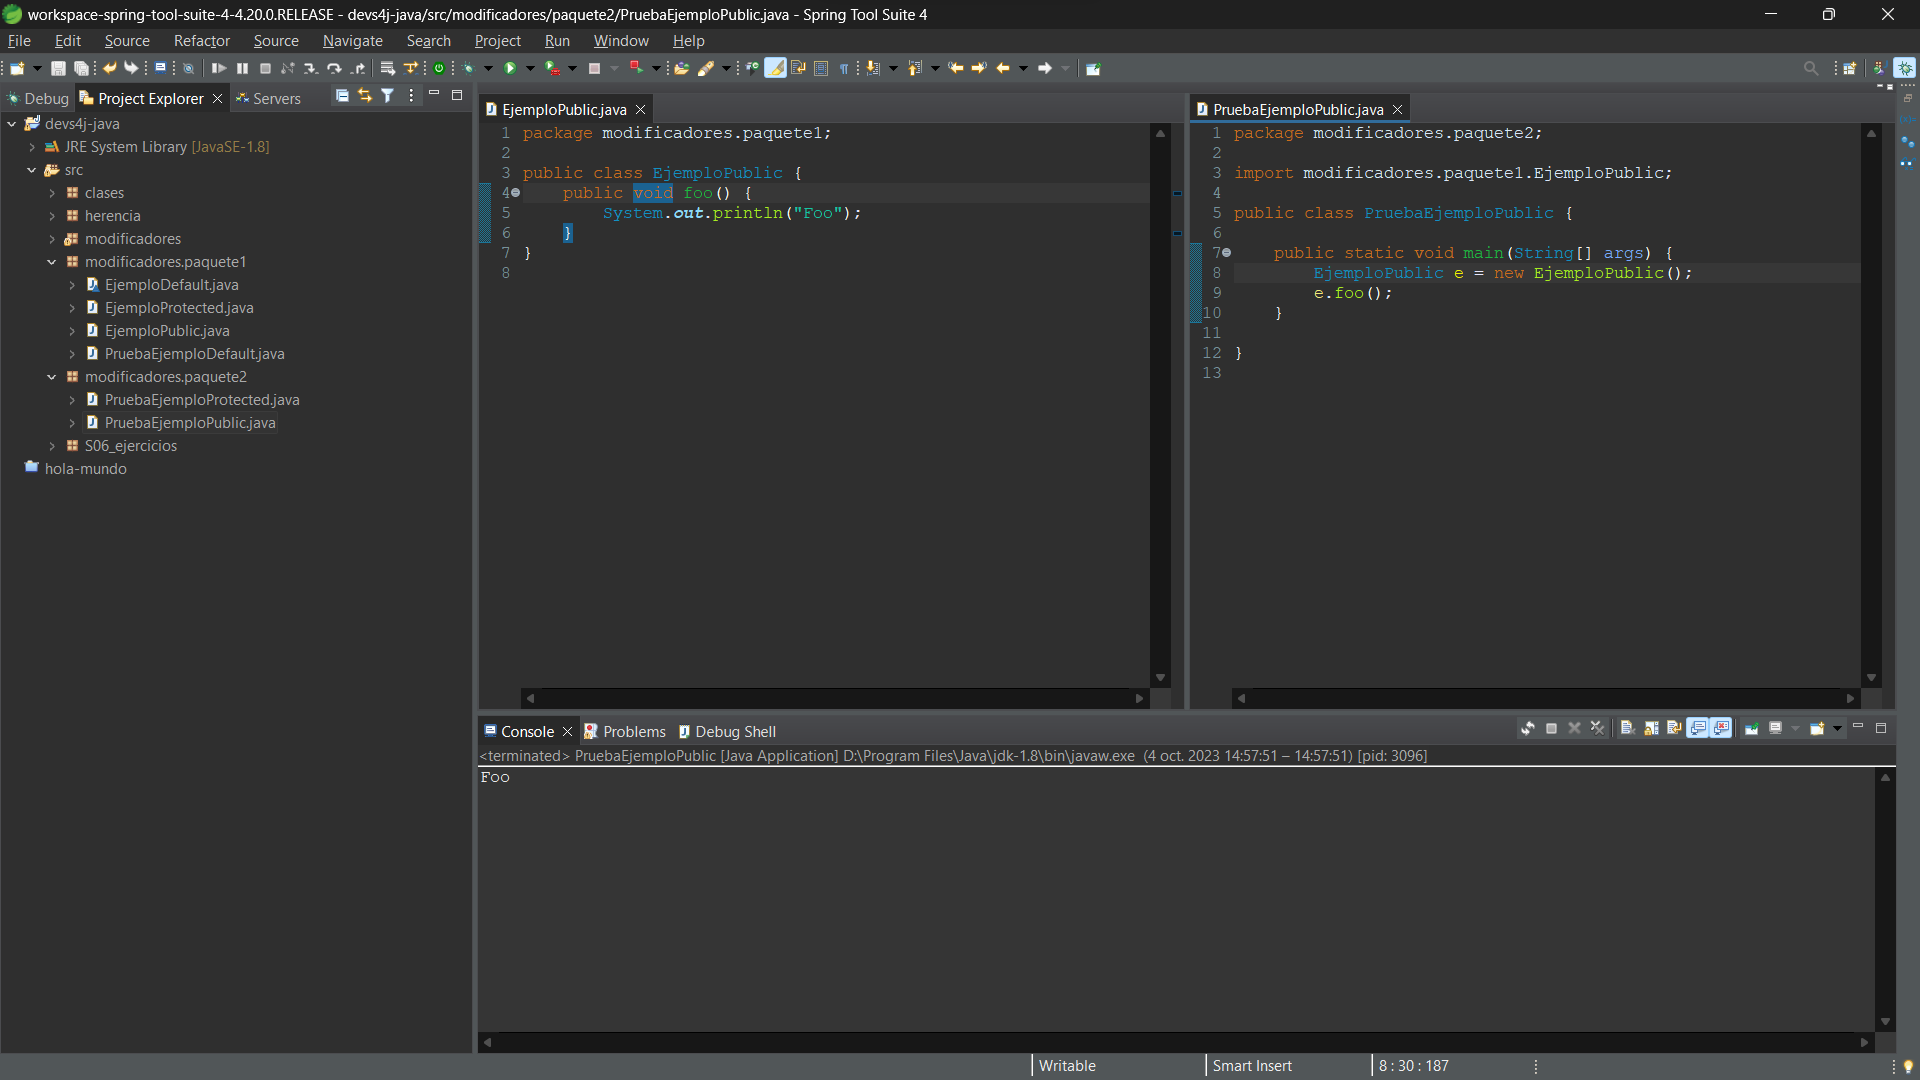 workspace-spring-tool-suite-4-4.20.0.RELEASE - devs4j-java/src/modificadores/paquete2/PruebaEjemploPublic.java - Spring Tool Suite 4
File Edit Source Refactor Source Navigate Search Project Run Window Help
Debug Project Explorer Servers
devs4j-java
JRE System Library [JavaSE-1.8]
src
clases
herencia
modificadores
modificadores.paquete1
EjemploDefault.java
EjemploProtected.java
EjemploPublic.java
PruebaEjemploDefault.java
modificadores.paquete2
PruebaEjemploProtected.java
PruebaEjemploPublic.java
S06_ejercicios
hola-mundo
EjemploPublic.java
1 package modificadores.paquete1;
2
3 public class EjemploPublic {
4 public void foo() {
5 System.out.println("Foo");
6 }
7 }
8
PruebaEjemploPublic.java
1 package modificadores.paquete2;
2
3 import modificadores.paquete1.EjemploPublic;
4
5 public class PruebaEjemploPublic {
6
7 public static void main(String[] args) {
8 EjemploPublic e = new EjemploPublic();
9 e.foo();
10 }
11
12 }
13
Console Problems Debug Shell
<terminated> PruebaEjemploPublic [Java Application] D:\Program Files\Java\jdk-1.8\bin\javaw.exe (4 oct. 2023 14:57:51 – 14:57:51) [pid: 3096]
Foo
Writable Smart Insert 8 : 30 : 187